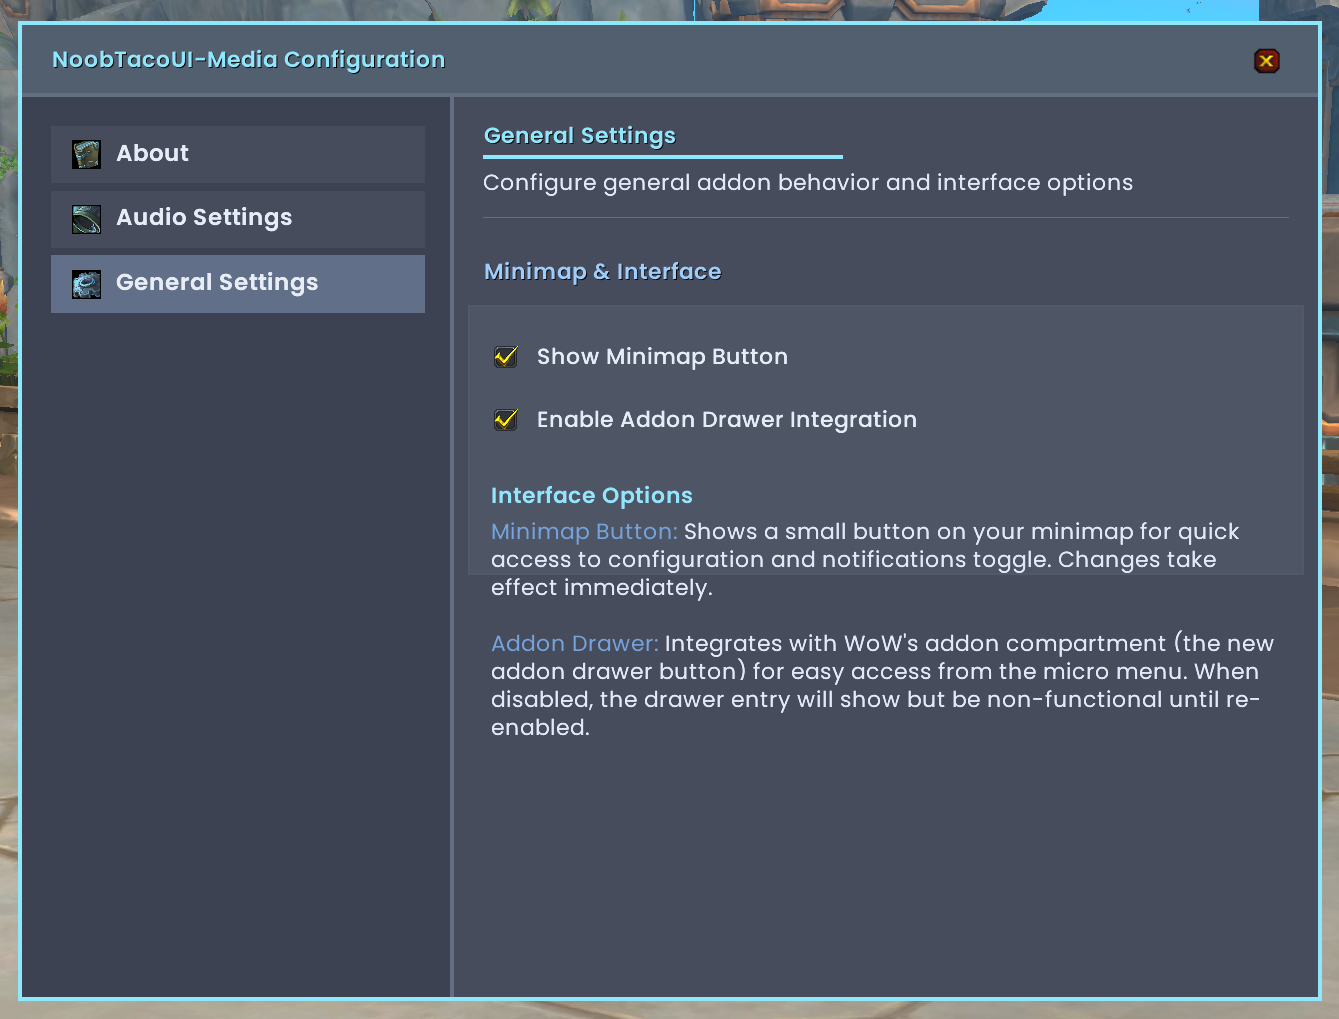 NoobTacoUI-Media Configuration
About
Audio Settings
General Settings
General Settings
Configure general addon behavior and interface options
Minimap & Interface
Show Minimap Button
Enable Addon Drawer Integration
Interface Options
Minimap Button: Shows a small button on your minimap for quick
access to configuration and notifications toggle. Changes take
effect immediately.
Addon Drawer: Integrates with WoW's addon compartment (the new
addon drawer button) for easy access from the micro menu. When
disabled, the drawer entry will show but be non-functional until re-
enabled.